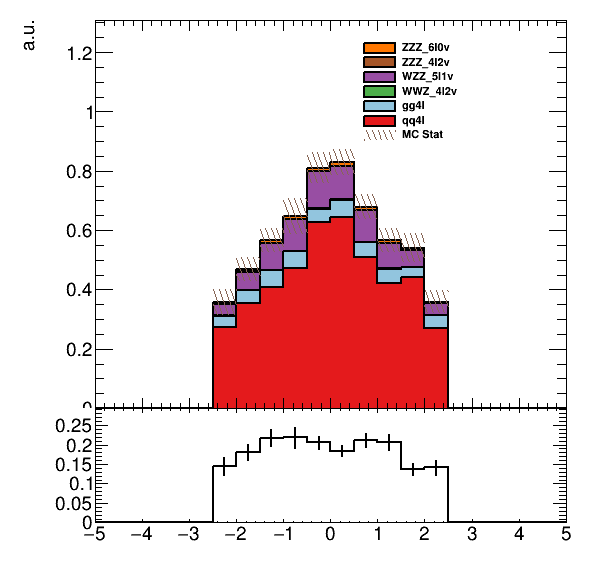 a.u.
ZZZ_6l0v
ZZZ_4l2v
WZZ_5l1v
WWZ_4l2v
gg4l
qq4l
MC Stat
1.2
1
0.8
0.6
0.4
0.2
0
0.25
0.2
0.15
0.1
0.05
0
−5 −4 −3 −2 −1 0 1 2 3 4 5